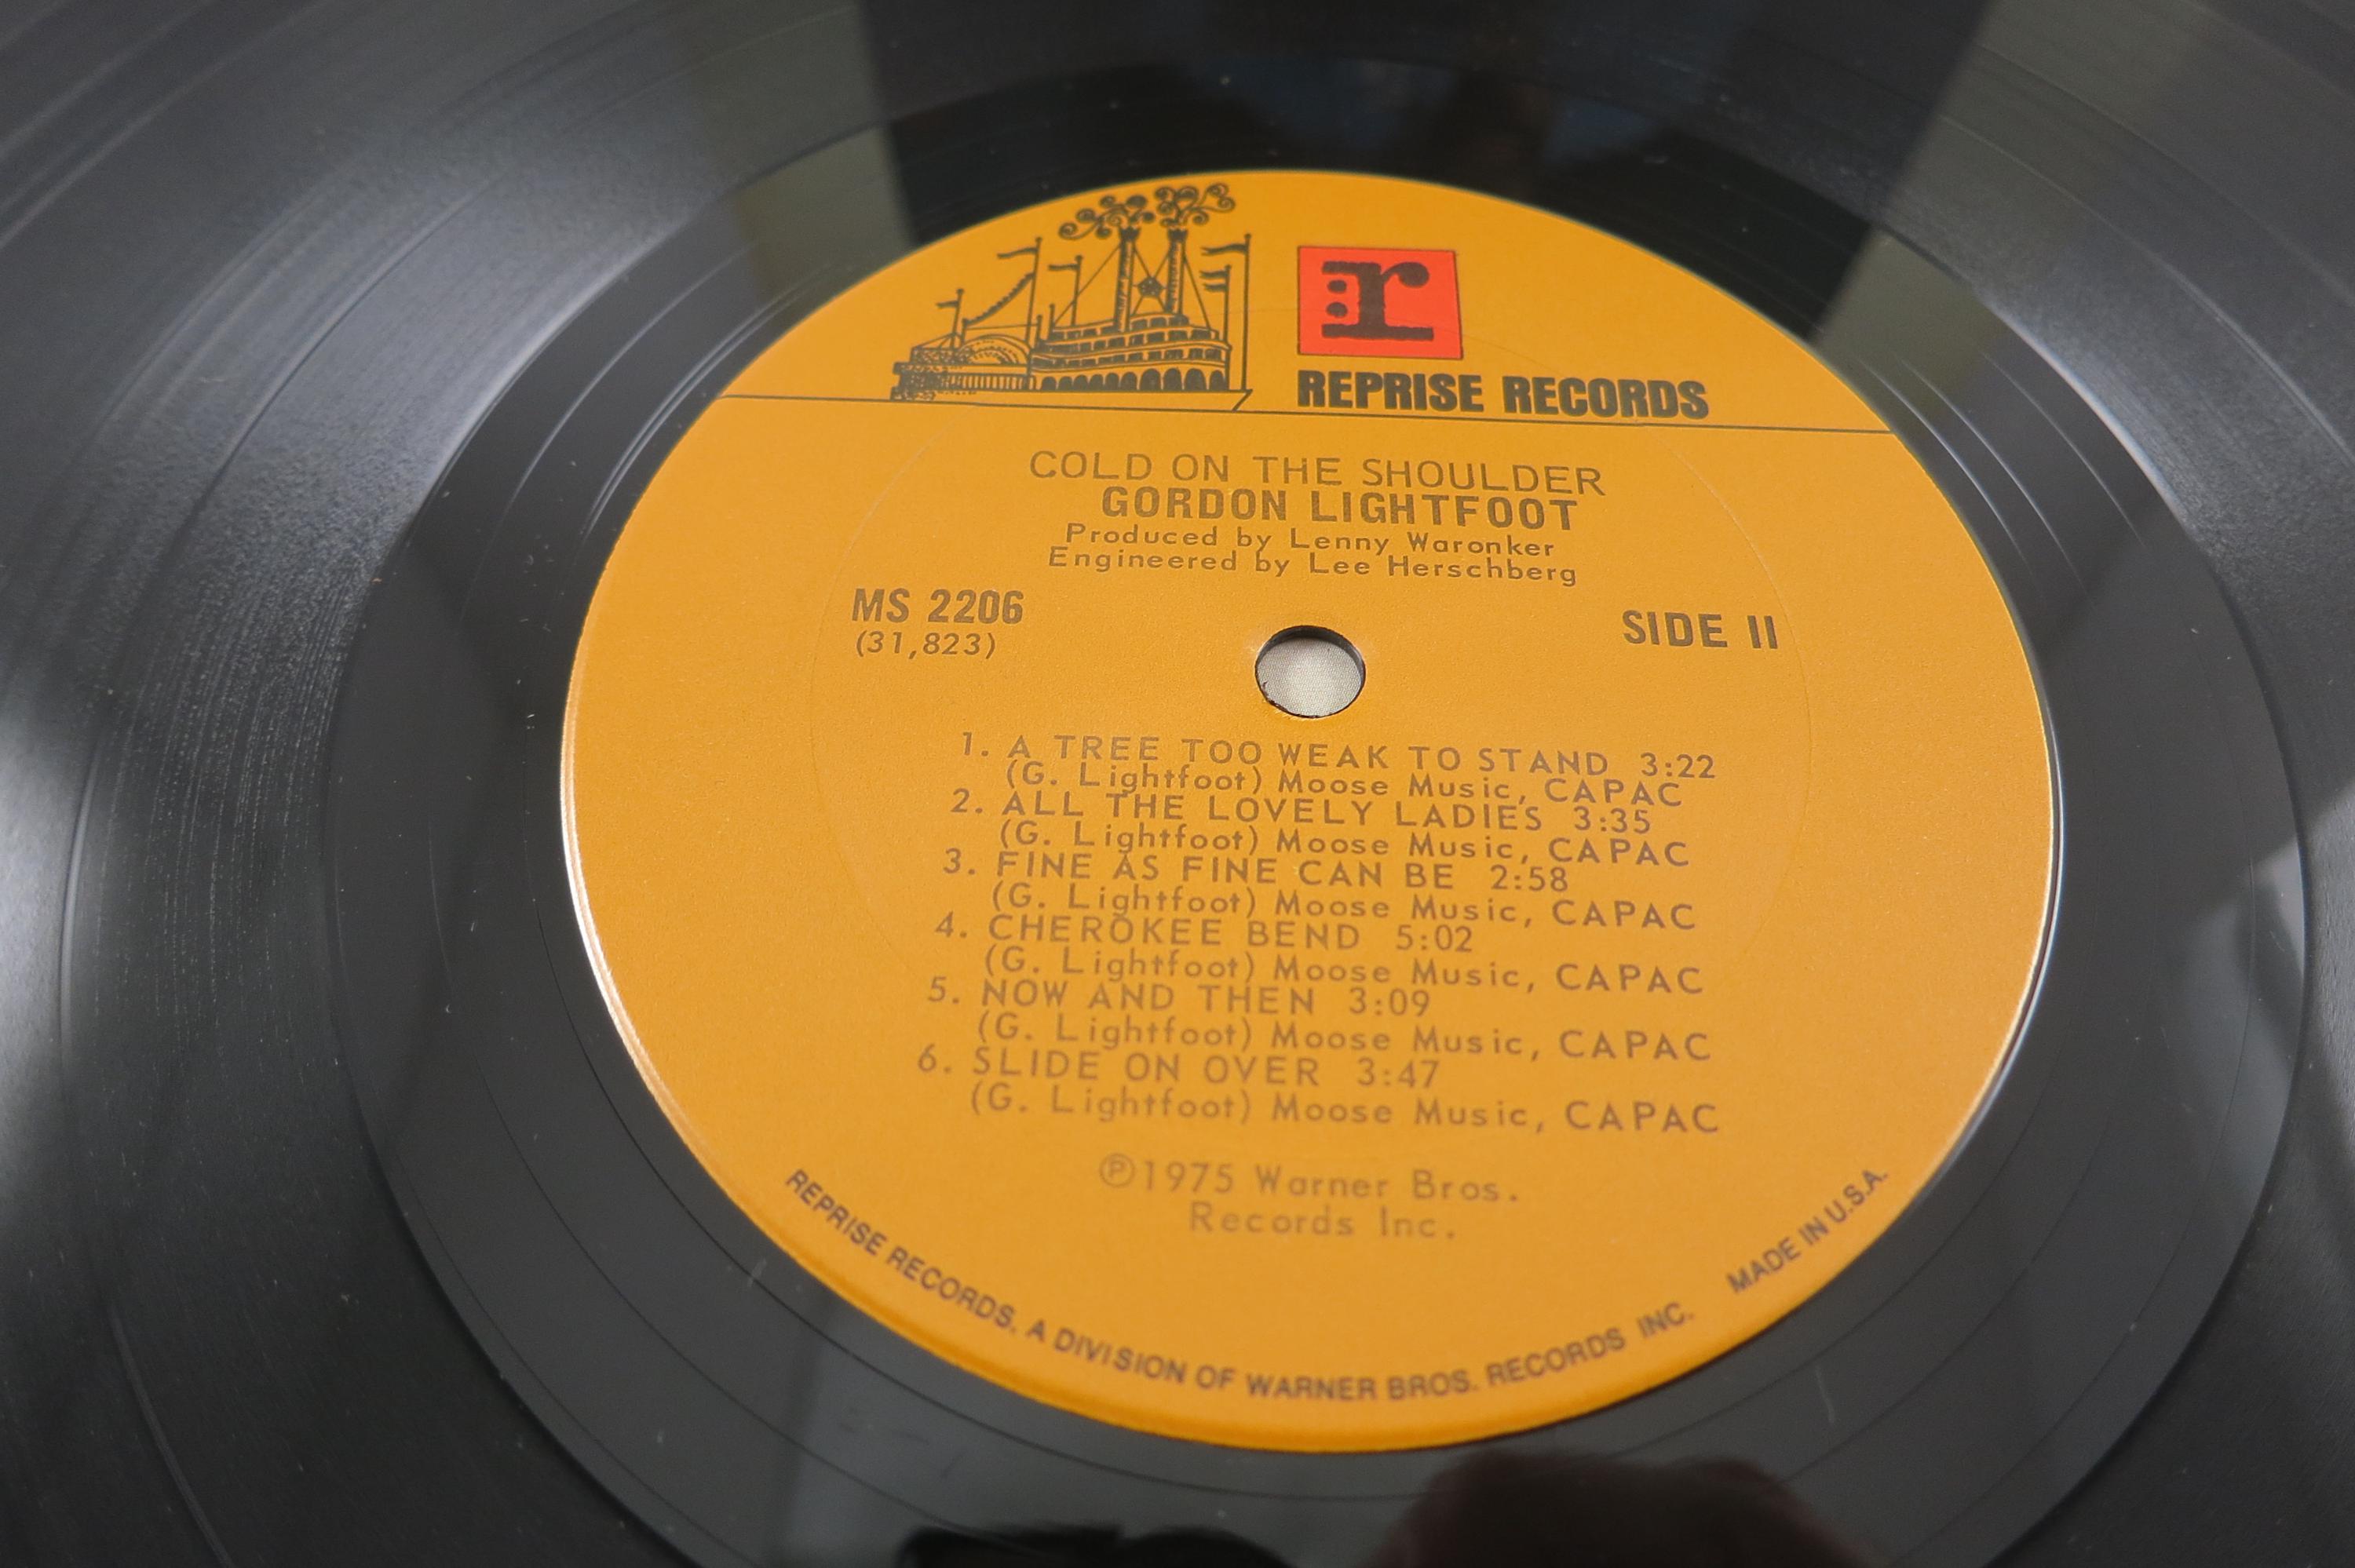 :r
REPRISE RECORDS
COLD ON THE SHOULDER
GORDON LIGHTFOOT
Produced by Lenny Waronker
Engineered by Lee Herschberg
MS 2206
(31,823)
SIDE II
1. A TREE TOO WEAK TO STAND 3:22
(G. Lightfoot) Moose Music, CAPAC
2. ALL THE LOVELY LADIES 3:35
(G. Lightfoot) Moose Music, CAPAC
3. FINE AS FINE CAN BE 2:58
(G. Lightfoot) Moose Music, CAPAC
4. CHEROKEE BEND 5:02
(G. Lightfoot) Moose Music, CAPAC
5. NOW AND THEN 3:09
(G. Lightfoot) Moose Music, CAPAC
6. SLIDE ON OVER 3:47
(G. Lightfoot) Moose Music, CAPAC
℗1975 Warner Bros.
Records Inc.
REPRISE RECORDS, A DIVISION OF WARNER BROS. RECORDS INC. MADE IN U.S.A.